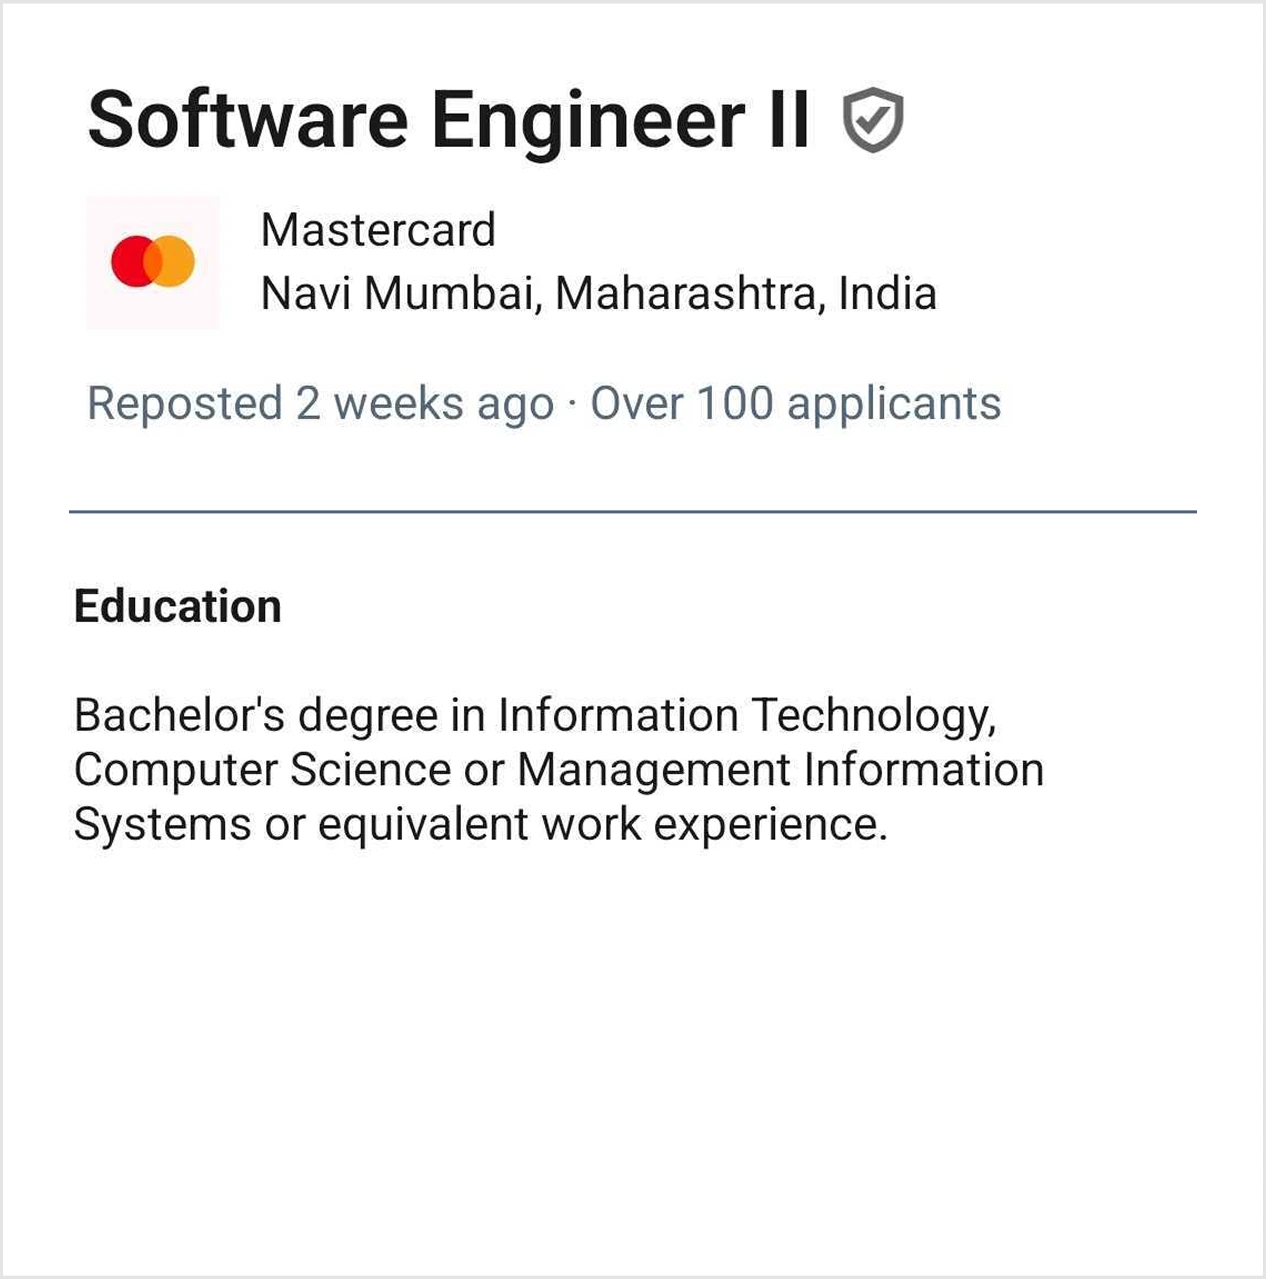 Software Engineer II
Mastercard
Navi Mumbai, Maharashtra, India
Reposted 2 weeks ago · Over 100 applicants
Education
Bachelor's degree in Information Technology,
Computer Science or Management Information
Systems or equivalent work experience.